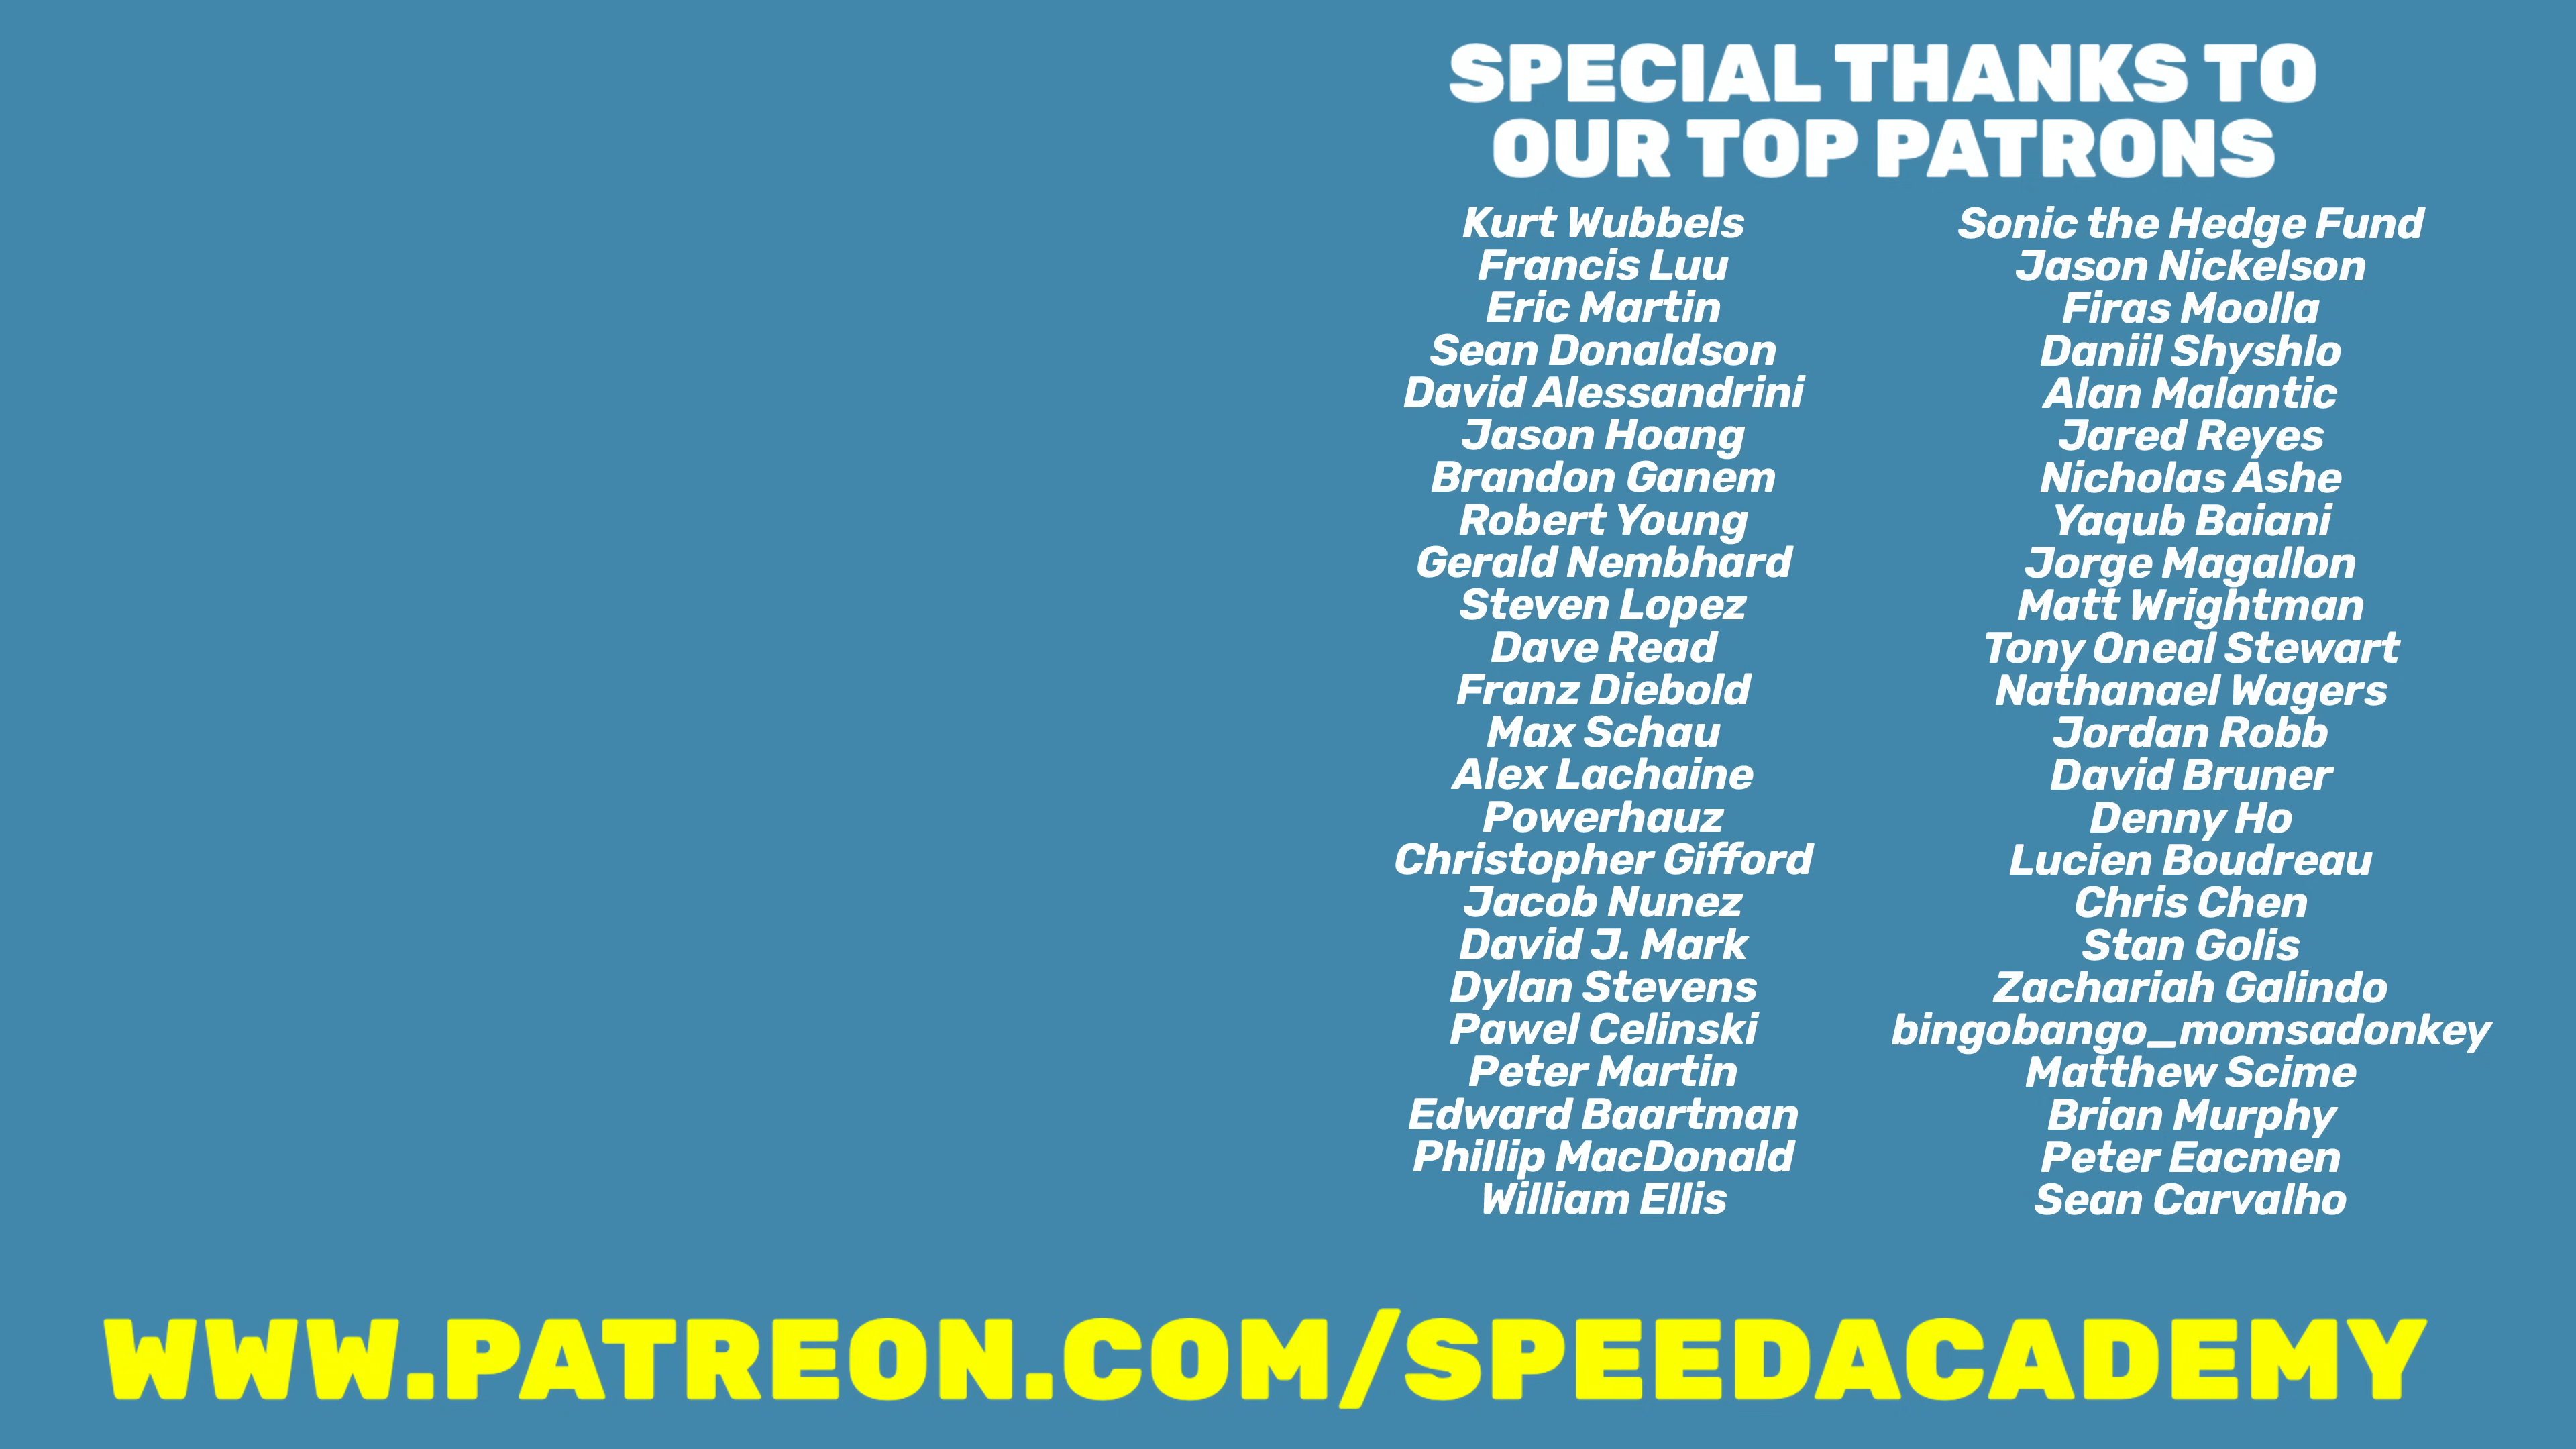 SPECIAL THANKS TO
OUR TOP PATRONS
Kurt Wubbels
Francis Luu
Eric Martin
Sean Donaldson
David Alessandrini
Jason Hoang
Brandon Ganem
Robert Young
Gerald Nembhard
Steven Lopez
Dave Read
Franz Diebold
Max Schau
Alex Lachaine
Powerhauz
Christopher Gifford
Jacob Nunez
David J. Mark
Dylan Stevens
Pawel Celinski
Peter Martin
Edward Baartman
Phillip MacDonald
William Ellis
Sonic the Hedge Fund
Jason Nickelson
Firas Moolla
Daniil Shyshlo
Alan Malantic
Jared Reyes
Nicholas Ashe
Yaqub Baiani
Jorge Magallon
Matt Wrightman
Tony Oneal Stewart
Nathanael Wagers
Jordan Robb
David Bruner
Denny Ho
Lucien Boudreau
Chris Chen
Stan Golis
Zachariah Galindo
bingobango_momsadonkey
Matthew Scime
Brian Murphy
Peter Eacmen
Sean Carvalho
WWW.PATREON.COM/SPEEDACADEMY